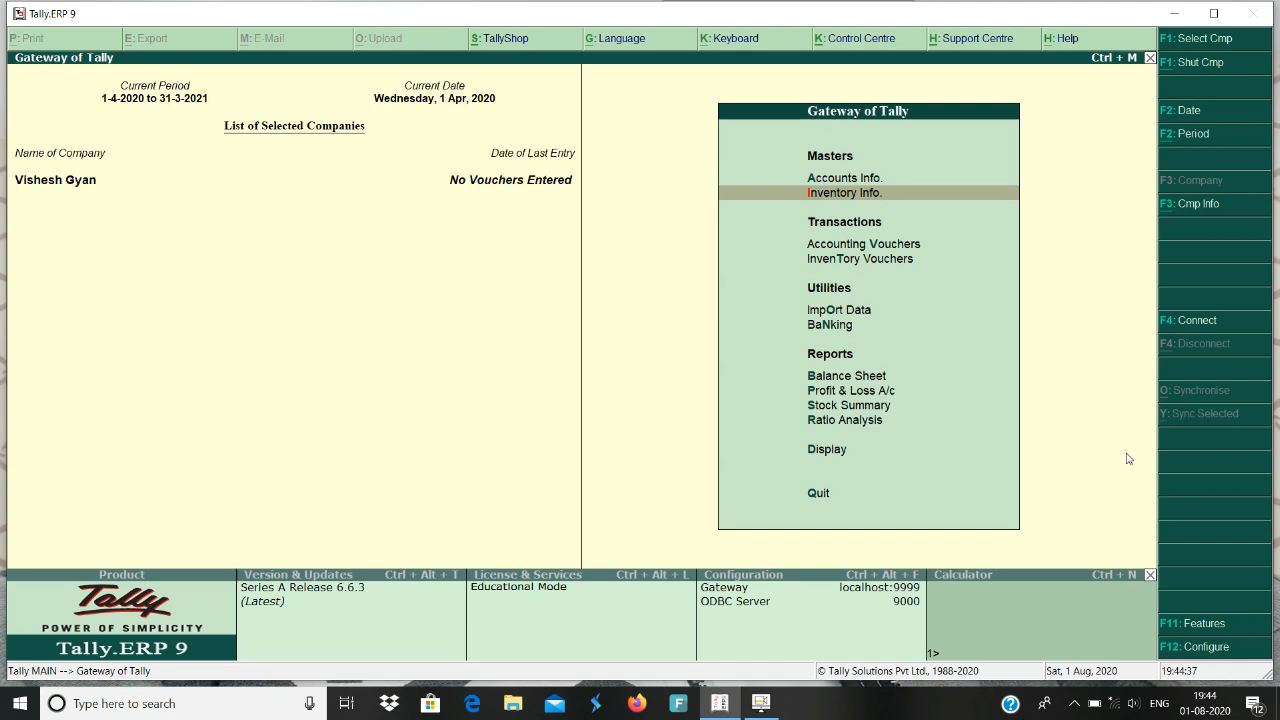 Tally.ERP 9
P: Print
E: Export
M: E-Mail
O: Upload
S: TallyShop
G: Language
K: Keyboard
K: Control Centre
H: Support Centre
H: Help
Gateway of Tally
Ctrl + M
Current Period
1-4-2020 to 31-3-2021
Current Date
Wednesday, 1 Apr, 2020
List of Selected Companies
Name of Company
Date of Last Entry
Vishesh Gyan
No Vouchers Entered
Gateway of Tally
Masters
Accounts Info.
Inventory Info.
Transactions
Accounting Vouchers
InvenTory Vouchers
Utilities
ImpOrt Data
BaNking
Reports
Balance Sheet
Profit & Loss A/c
Stock Summary
Ratio Analysis
Display
Quit
F1: Select Cmp
F1: Shut Cmp
F2: Date
F2: Period
F3: Company
F3: Cmp Info
F4: Connect
F4: Disconnect
O: Synchronise
Y: Sync Selected
F11: Features
F12: Configure
Product
Tally
POWER OF SIMPLICITY
Tally.ERP 9
Version & Updates
Ctrl + Alt + T
Series A Release 6.6.3
(Latest)
License & Services
Ctrl + Alt + L
Educational Mode
Configuration
Ctrl + Alt + F
Gateway
localhost:9999
ODBC Server
9000
Calculator
Ctrl + N
1>
Tally MAIN --> Gateway of Tally
© Tally Solutions Pvt Ltd., 1988-2020
Sat, 1 Aug, 2020
19:44:37
Type here to search
ENG
19:44
01-08-2020